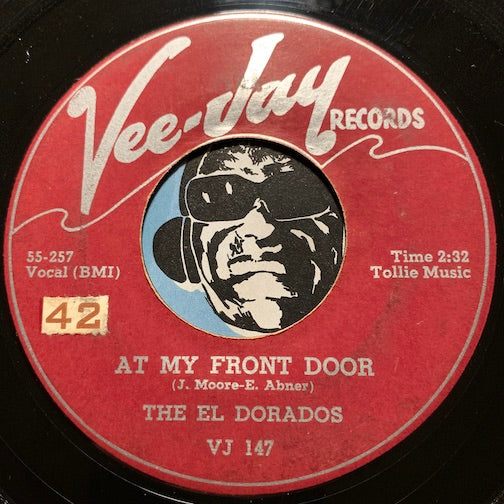 Vee-Jay
RECORDS
55-257
Vocal (BMI)
Time 2:32
Tollie Music
42
AT MY FRONT DOOR
(J. Moore-E. Abner)
THE EL DORADOS
VJ 147